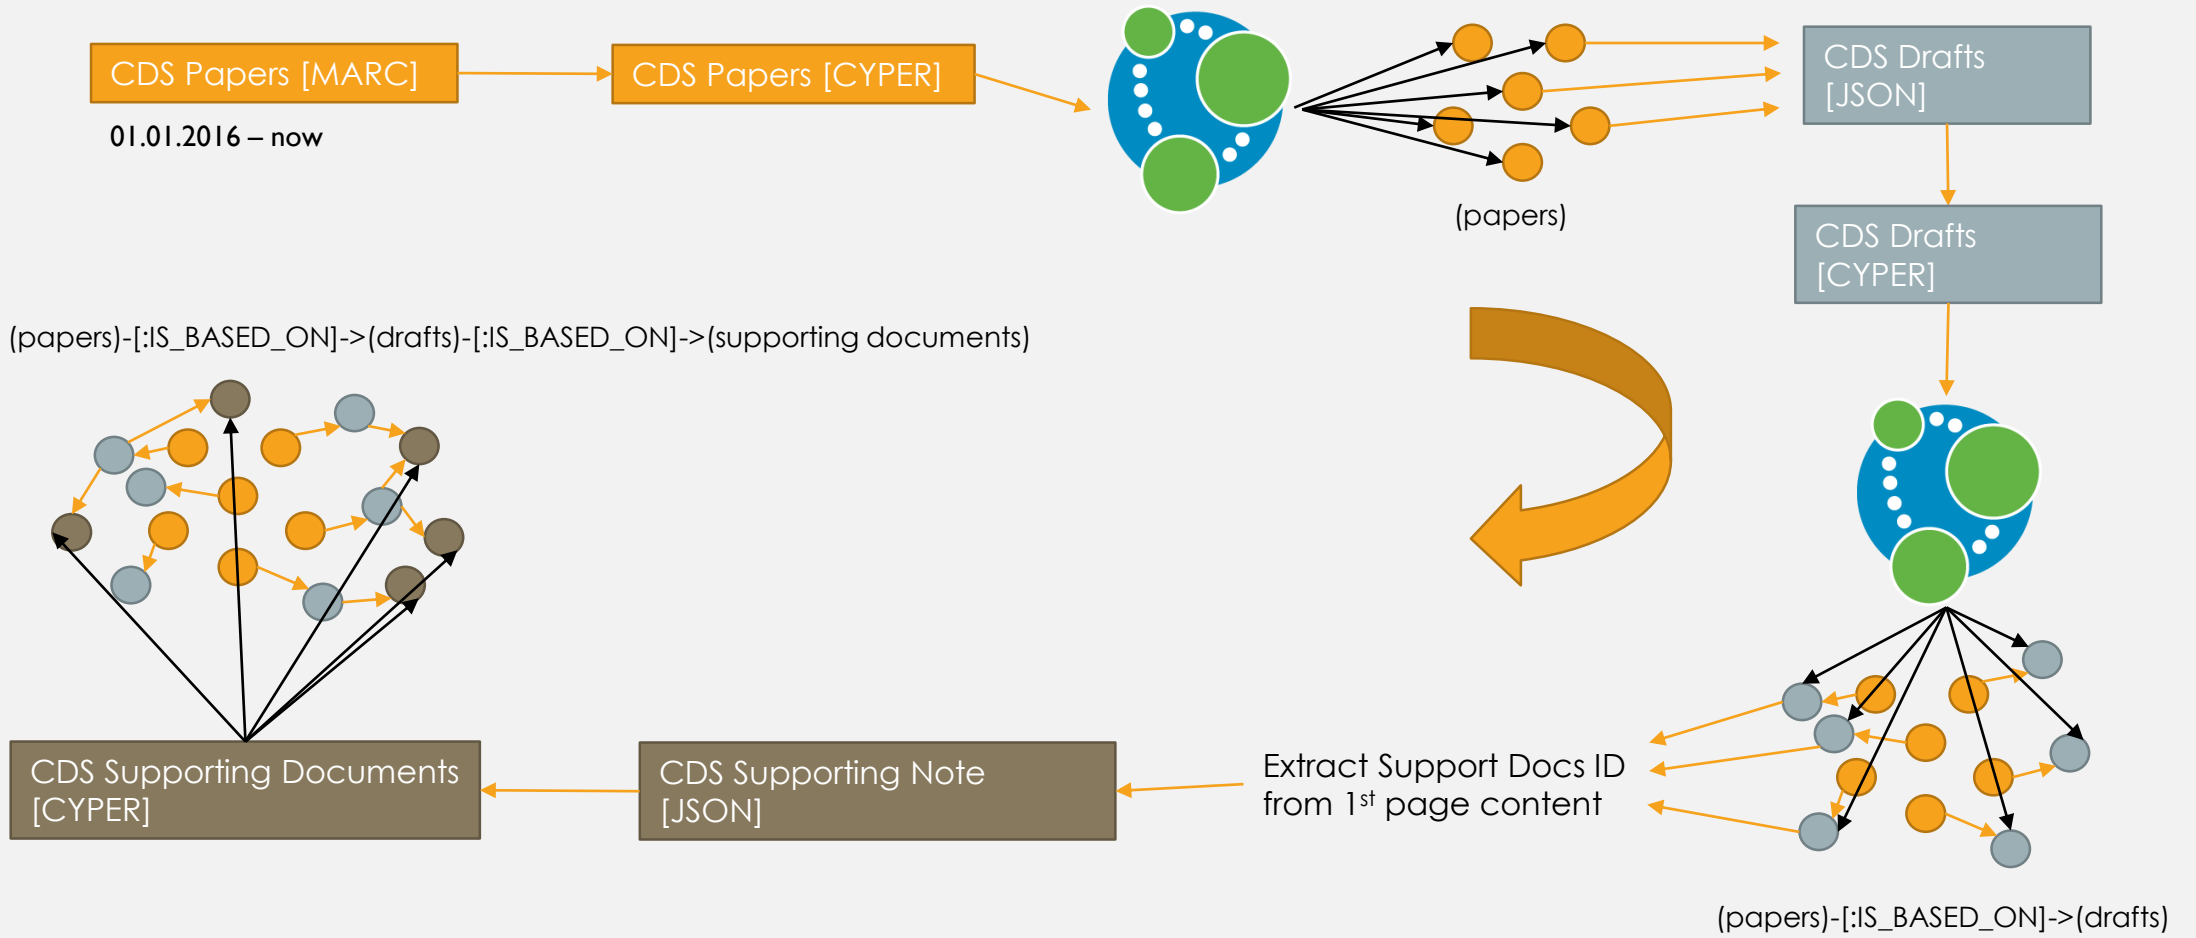 CDS Papers [MARC]
01.01.2016 – now
CDS Papers [CYPER]
(papers)
CDS Drafts
[JSON]
CDS Drafts
[CYPER]
(papers)-[:IS_BASED_ON]->(drafts)-[:IS_BASED_ON]->(supporting documents)
CDS Supporting Documents
[CYPER]
CDS Supporting Note
[JSON]
Extract Support Docs ID
from 1st page content
(papers)-[:IS_BASED_ON]->(drafts)